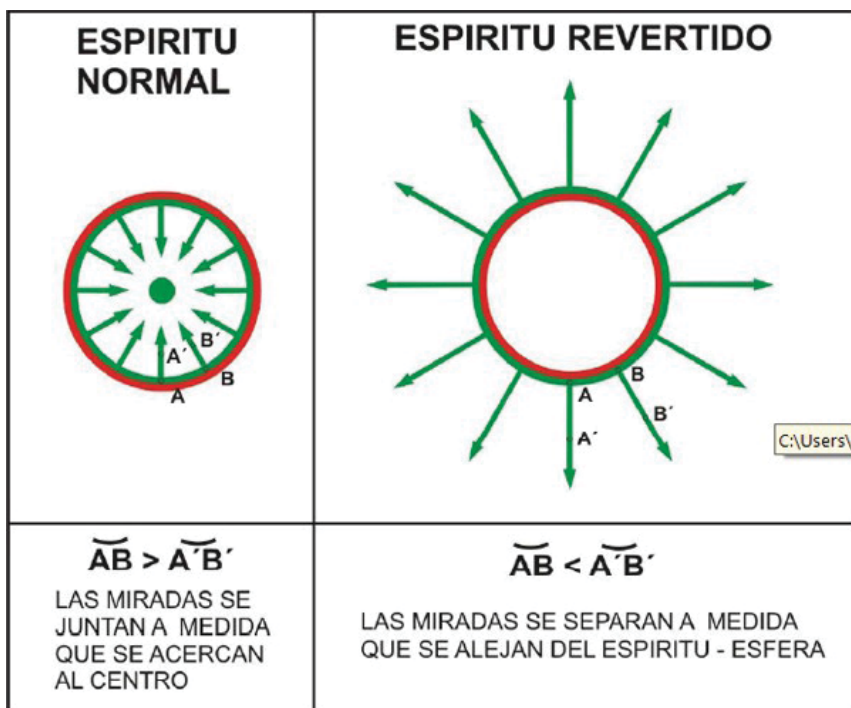 ESPIRITU
NORMAL
A´
B´
A
B
AB > A´B´
LAS MIRADAS SE
JUNTAN A MEDIDA
QUE SE ACERCAN
AL CENTRO
ESPIRITU REVERTIDO
A
B
A´
B´
C:\Users\
AB < A´B´
LAS MIRADAS SE SEPARAN A MEDIDA
QUE SE ALEJAN DEL ESPIRITU - ESFERA